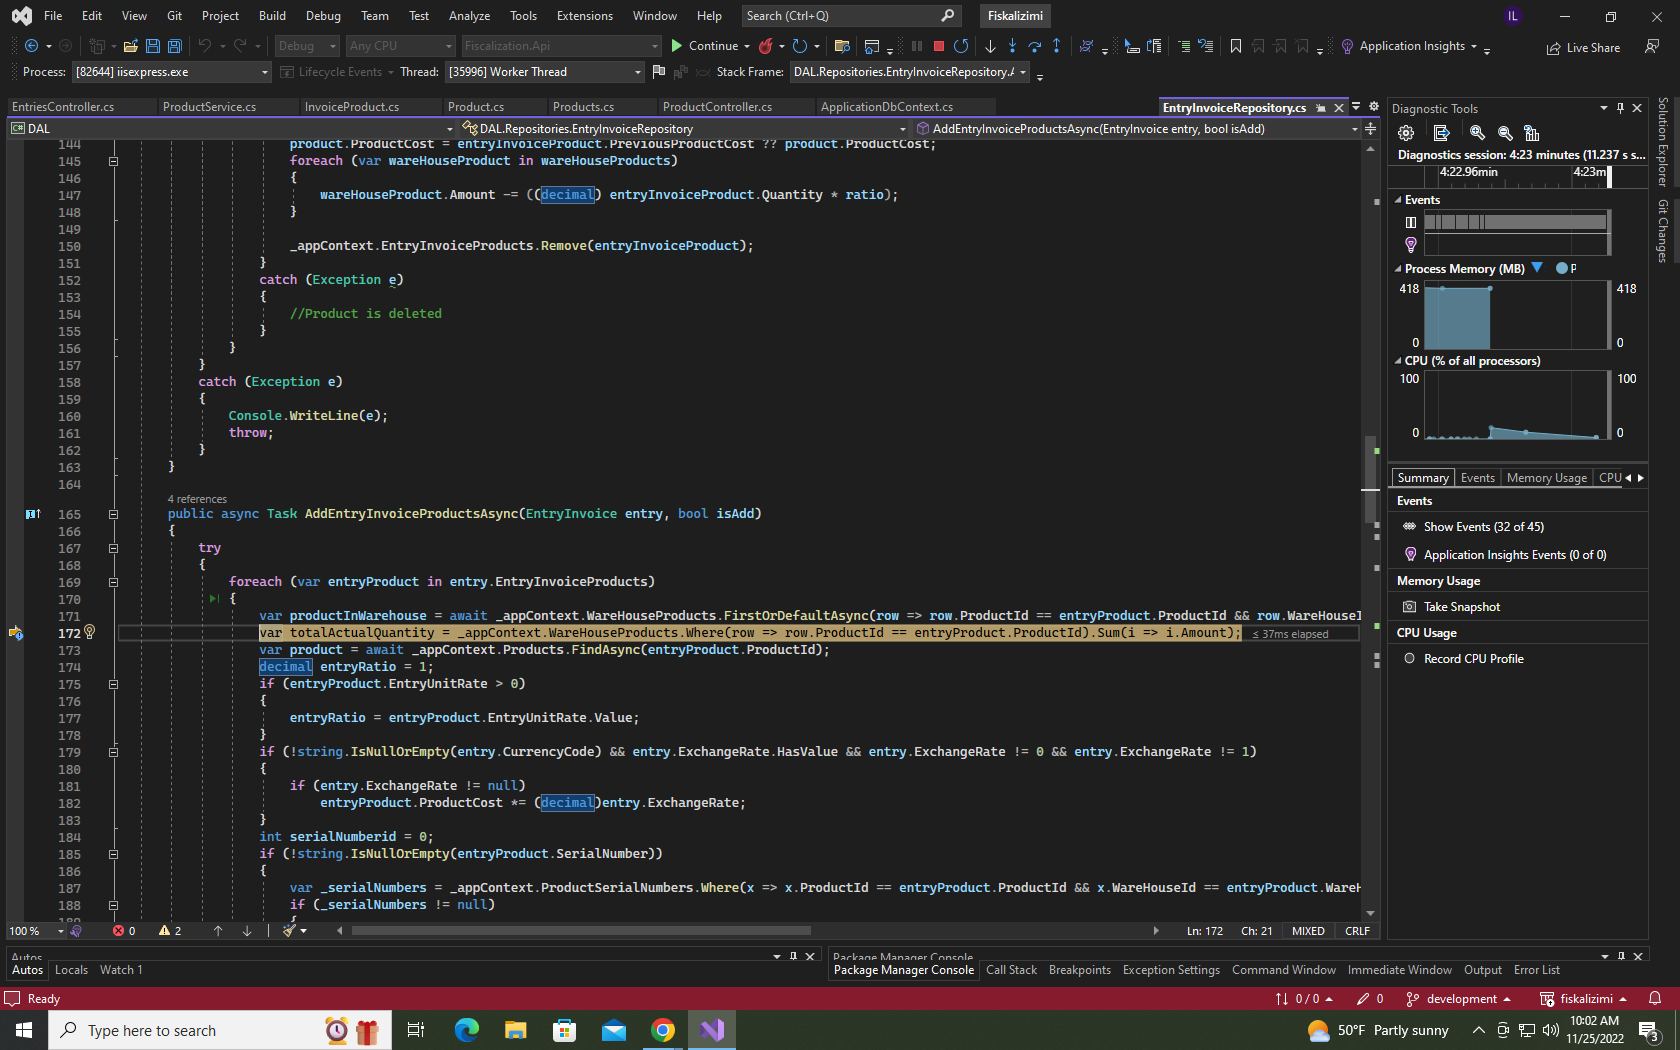 File Edit View Git Project Build Debug Team Test Analyze Tools Extensions Window Help Search (Ctrl+Q) Fiskalizimi IL
Debug Any CPU Fiscalization.Api Continue Application Insights Live Share
Process: [82644] iisexpress.exe Lifecycle Events Thread: [35996] Worker Thread Stack Frame: DAL.Repositories.EntryInvoiceRepository.A
EntriesController.cs ProductService.cs InvoiceProduct.cs Product.cs Products.cs ProductController.cs ApplicationDbContext.cs EntryInvoiceRepository.cs
C# DAL DAL.Repositories.EntryInvoiceRepository AddEntryInvoiceProductsAsync(EntryInvoice entry, bool isAdd)
144 product.ProductCost = entryInvoiceProduct.PreviousProductCost ?? product.ProductCost;
145 foreach (var wareHouseProduct in wareHouseProducts)
146 {
147 wareHouseProduct.Amount -= ((decimal) entryInvoiceProduct.Quantity * ratio);
148 }
149
150 _appContext.EntryInvoiceProducts.Remove(entryInvoiceProduct);
151 }
152 catch (Exception e)
153 {
154 //Product is deleted
155 }
156 }
157 }
158 catch (Exception e)
159 {
160 Console.WriteLine(e);
161 throw;
162 }
163 }
164
4 references
165 public async Task AddEntryInvoiceProductsAsync(EntryInvoice entry, bool isAdd)
166 {
167 try
168 {
169 foreach (var entryProduct in entry.EntryInvoiceProducts)
170 {
171 var productInWarehouse = await _appContext.WareHouseProducts.FirstOrDefaultAsync(row => row.ProductId == entryProduct.ProductId && row.WareHouseI
172 var totalActualQuantity = _appContext.WareHouseProducts.Where(row => row.ProductId == entryProduct.ProductId).Sum(i => i.Amount); ≤ 37ms elapsed
173 var product = await _appContext.Products.FindAsync(entryProduct.ProductId);
174 decimal entryRatio = 1;
175 if (entryProduct.EntryUnitRate > 0)
176 {
177 entryRatio = entryProduct.EntryUnitRate.Value;
178 }
179 if (!string.IsNullOrEmpty(entry.CurrencyCode) && entry.ExchangeRate.HasValue && entry.ExchangeRate != 0 && entry.ExchangeRate != 1)
180 {
181 if (entry.ExchangeRate != null)
182 entryProduct.ProductCost *= (decimal)entry.ExchangeRate;
183 }
184 int serialNumberid = 0;
185 if (!string.IsNullOrEmpty(entryProduct.SerialNumber))
186 {
187 var _serialNumbers = _appContext.ProductSerialNumbers.Where(x => x.ProductId == entryProduct.ProductId && x.WareHouseId == entryProduct.WareH
188 if (_serialNumbers != null)
189 {
100 % 0 2 Ln: 172 Ch: 21 MIXED CRLF
Diagnostic Tools
Diagnostics session: 4:23 minutes (11.237 s s...
4:22.96min 4:23m
Events
Process Memory (MB) P
418 418
0 0
CPU (% of all processors)
100 100
0 0
Summary Events Memory Usage CPU
Events
Show Events (32 of 45)
Application Insights Events (0 of 0)
Memory Usage
Take Snapshot
CPU Usage
Record CPU Profile
Solution Explorer
Git Changes
Autos
Autos Locals Watch 1
Package Manager Console
Package Manager Console Call Stack Breakpoints Exception Settings Command Window Immediate Window Output Error List
Ready 0 / 0 0 development fiskalizimi
Type here to search 50°F Partly sunny 10:02 AM
11/25/2022 3